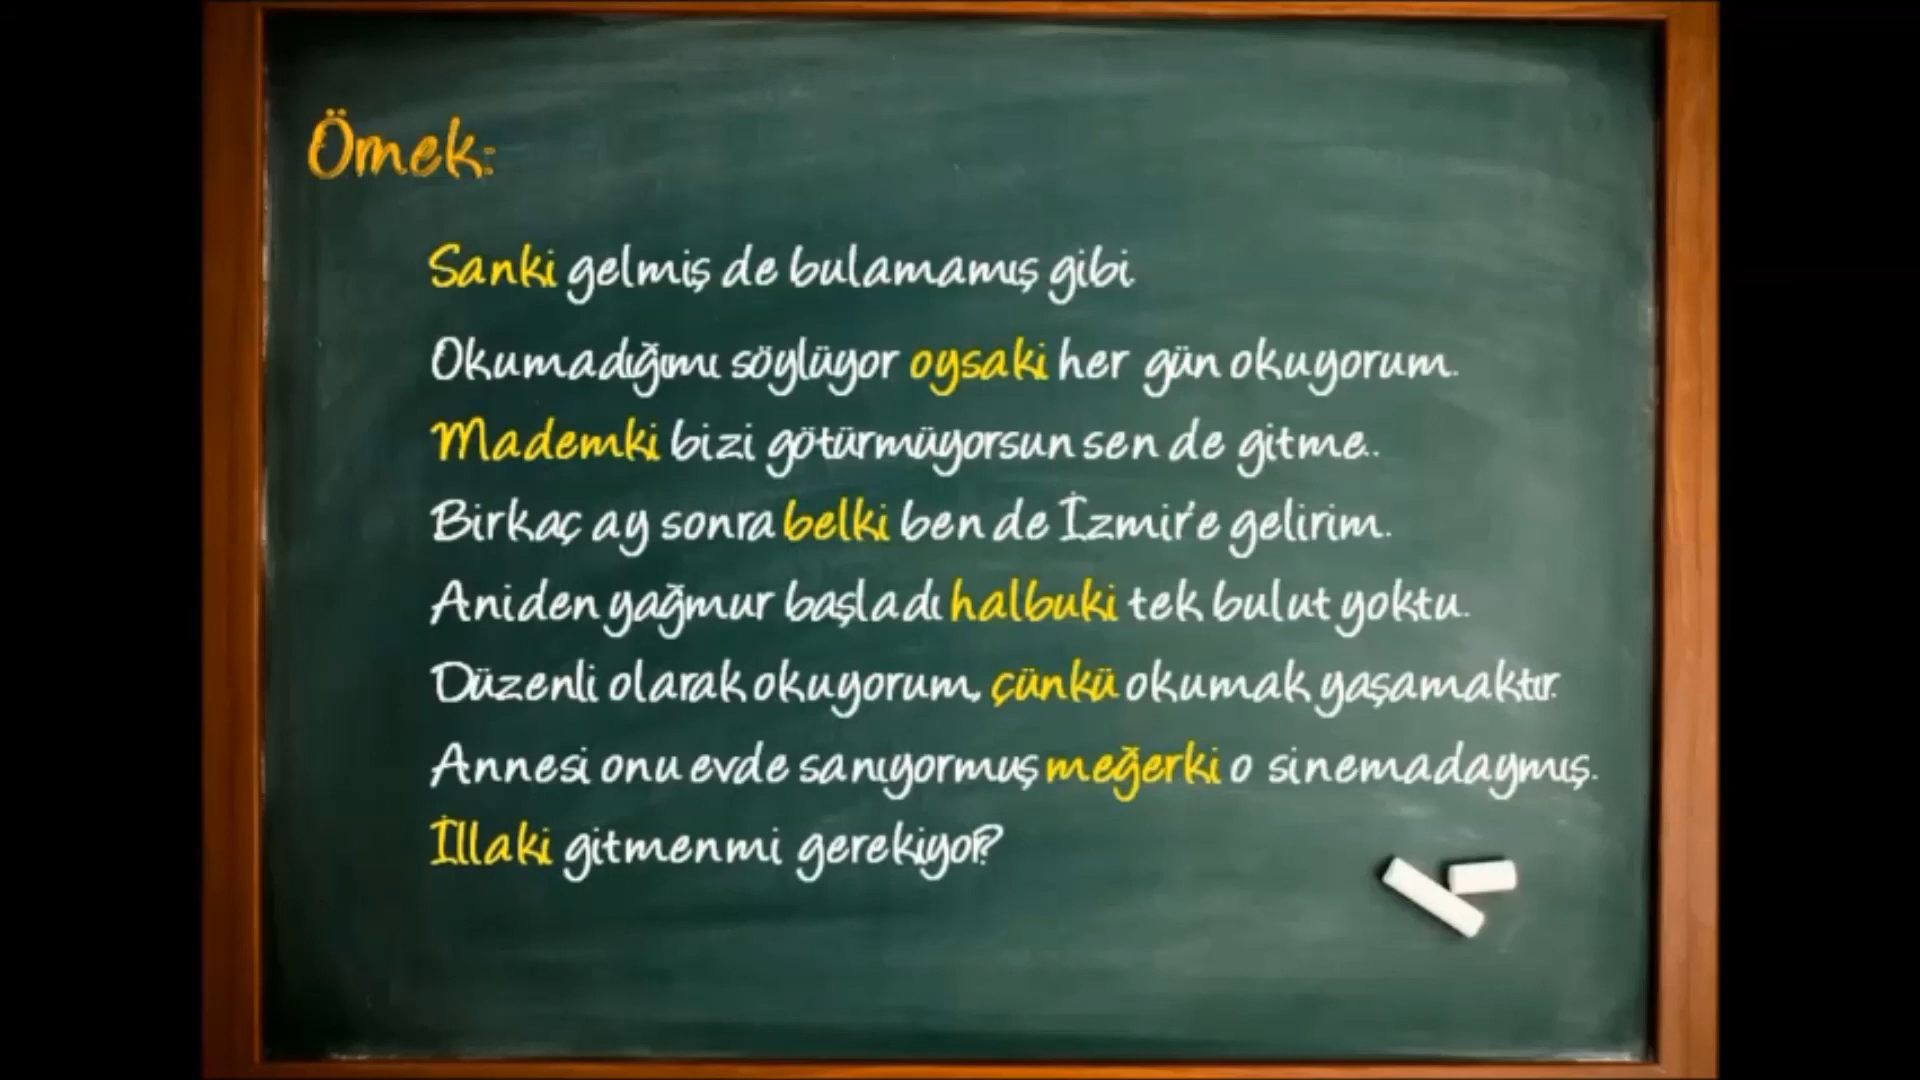 Örnek:
Sanki gelmiş de bulamamış gibi.
Okumadığımı söylüyor oysaki her gün okuyorum.
Mademki bizi götürmüyorsun sen de gitme..
Birkaç ay sonra belki ben de İzmir'e gelirim.
Aniden yağmur başladı halbuki tek bulut yoktu.
Düzenli olarak okuyorum, çünkü okumak yaşamaktır.
Annesi onu evde sanıyormuş meğerki o sinemadaymış.
İllaki gitmenmi gerekiyor?